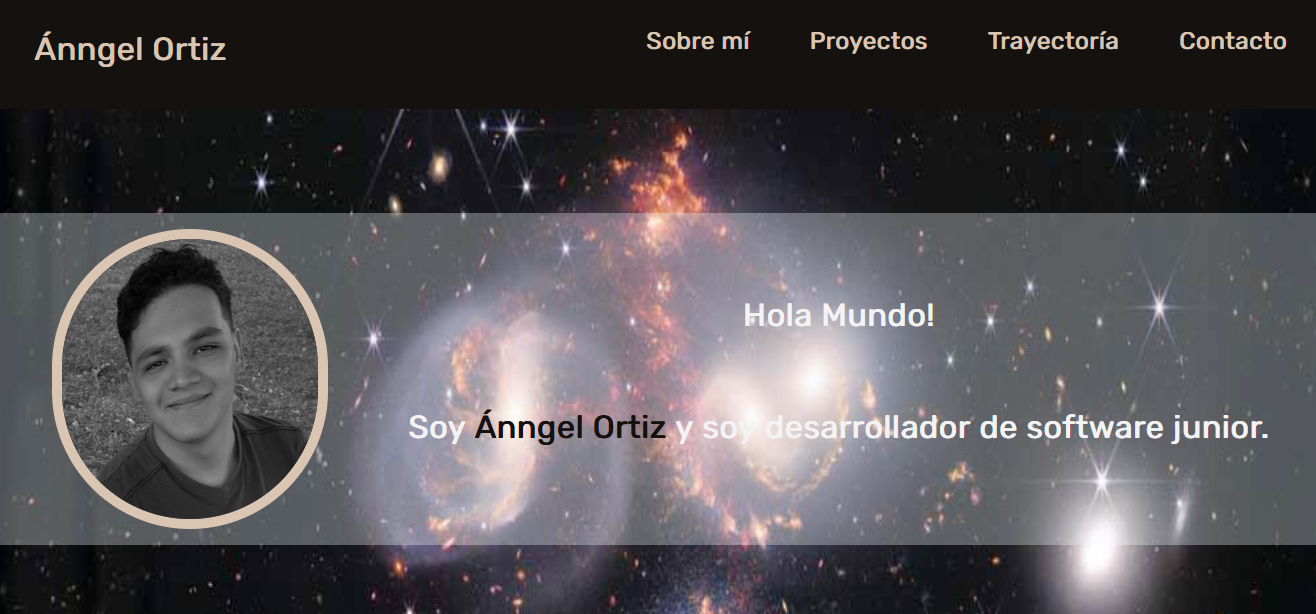 Ánngel Ortiz
Sobre mí Proyectos Trayectoría Contacto
Hola Mundo!
Soy Ánngel Ortiz y soy desarrollador de software junior.